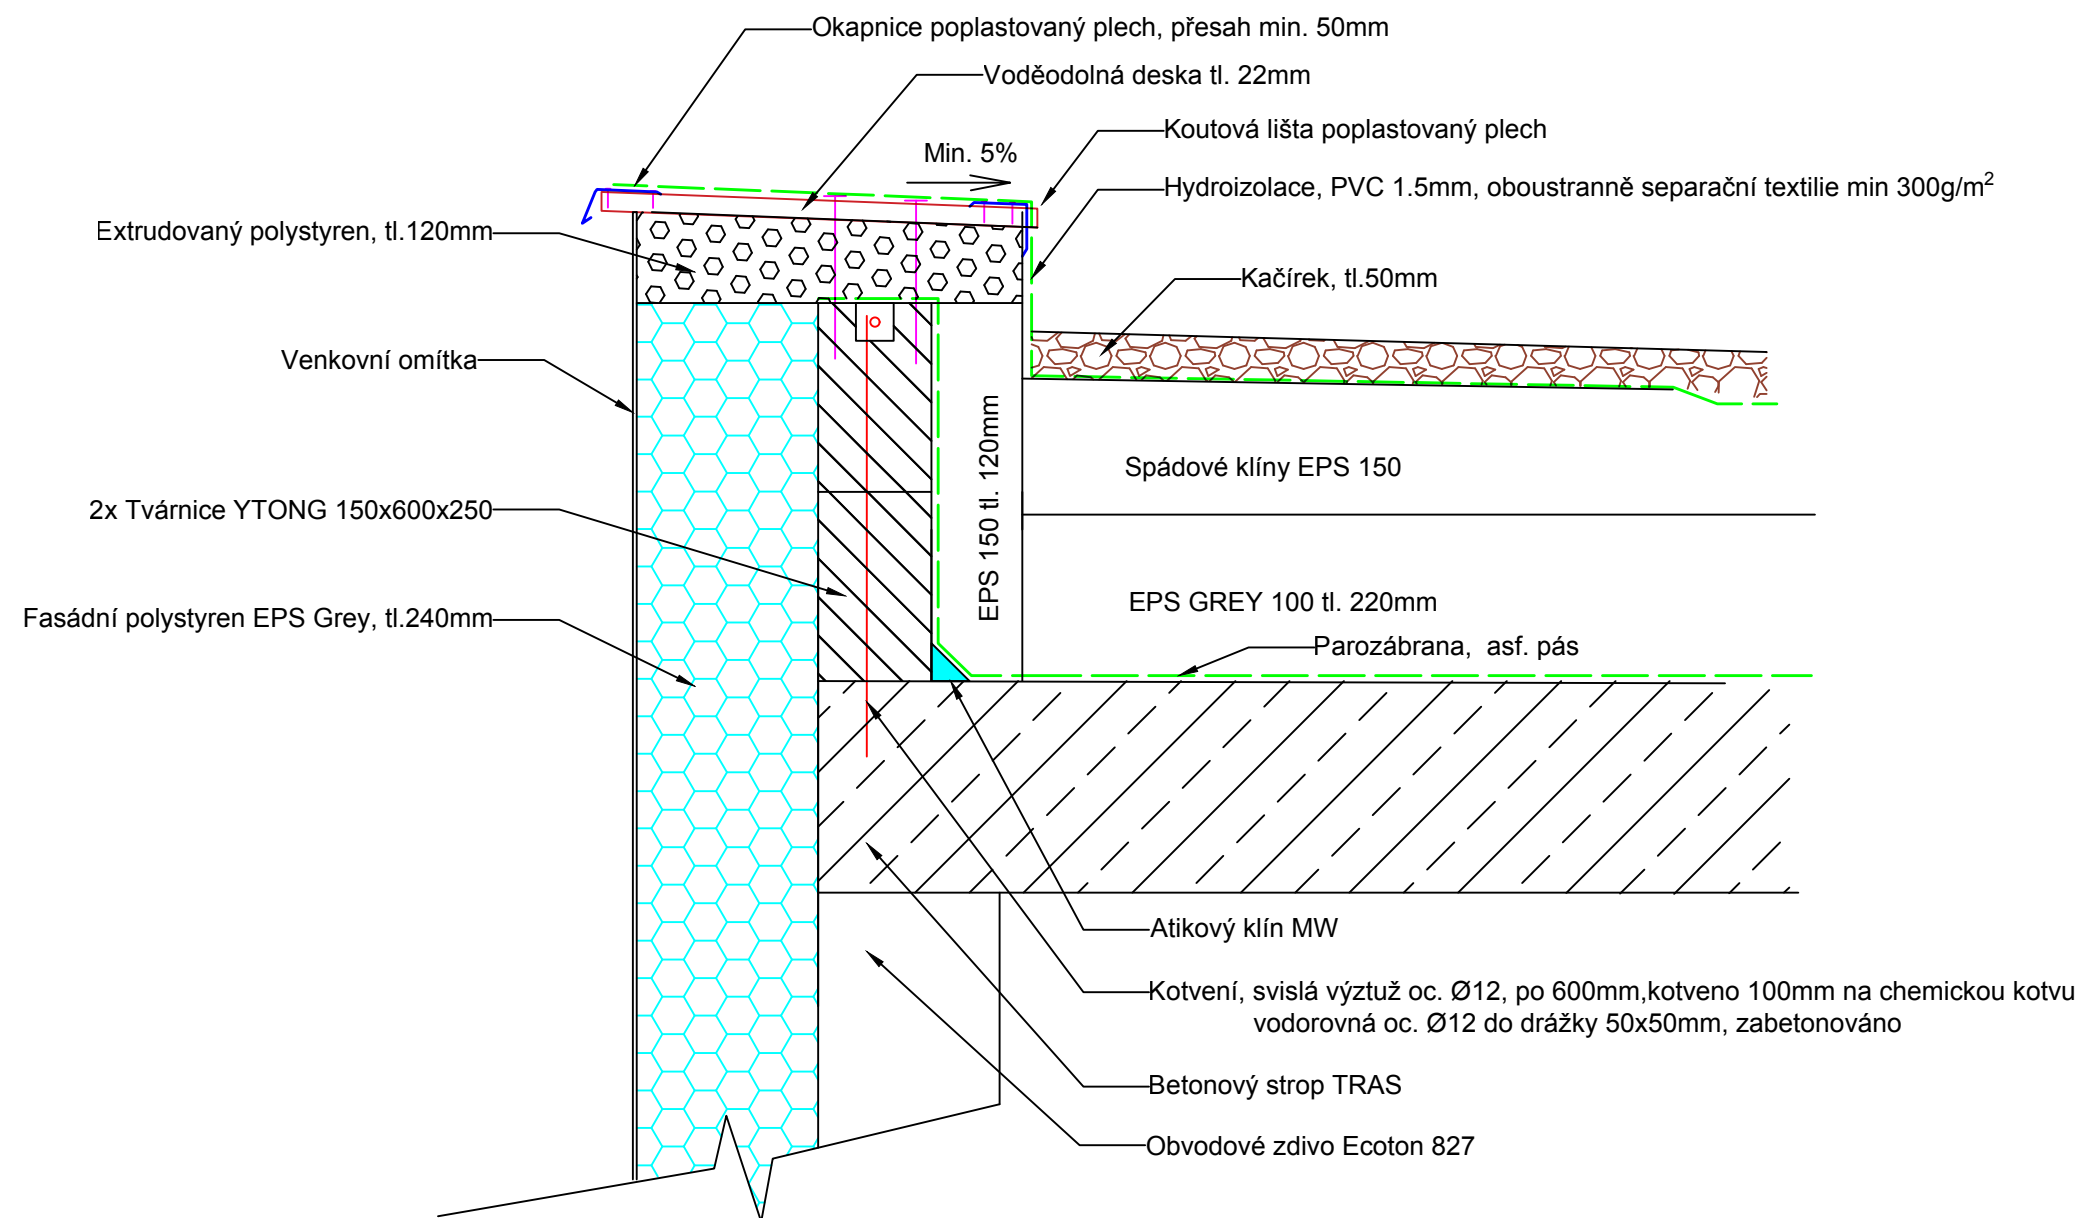 Okapnice poplastovaný plech, přesah min. 50mm
Voděodolná deska tl. 22mm
Koutová lišta poplastovaný plech
Min. 5%
Hydroizolace, PVC 1.5mm, oboustranně separační textilie min 300g/m²
Extrudovaný polystyren, tl.120mm
Kačírek, tl.50mm
Venkovní omítka
EPS 150 tl. 120mm
Spádové klíny EPS 150
2x Tvárnice YTONG 150x600x250
EPS GREY 100 tl. 220mm
Fasádní polystyren EPS Grey, tl.240mm
Parozábrana, asf. pás
Atikový klín MW
Kotvení, svislá výztuž oc. Ø12, po 600mm,kotveno 100mm na chemickou kotvu
vodorovná oc. Ø12 do drážky 50x50mm, zabetonováno
Betonový strop TRAS
Obvodové zdivo Ecoton 827